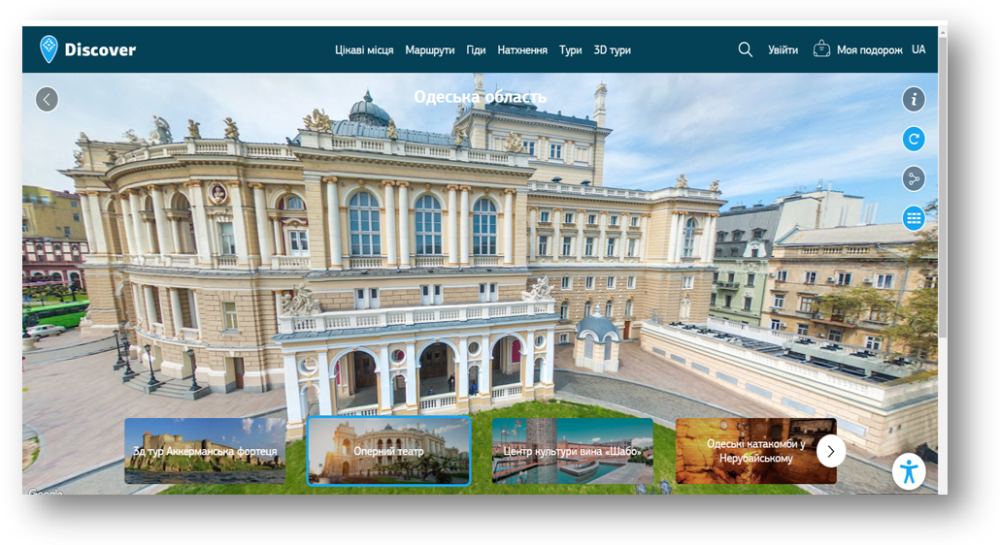 Discover
Цікаві місця Маршрути Гіди Натхнення Тури 3D тури
Увійти Моя подорож UA
Одеська область
3д тур Аккерманська фортеця
Оперний театр
Центр культури вина «Шабо»
Одеські катакомби у
Нерубайському
Google